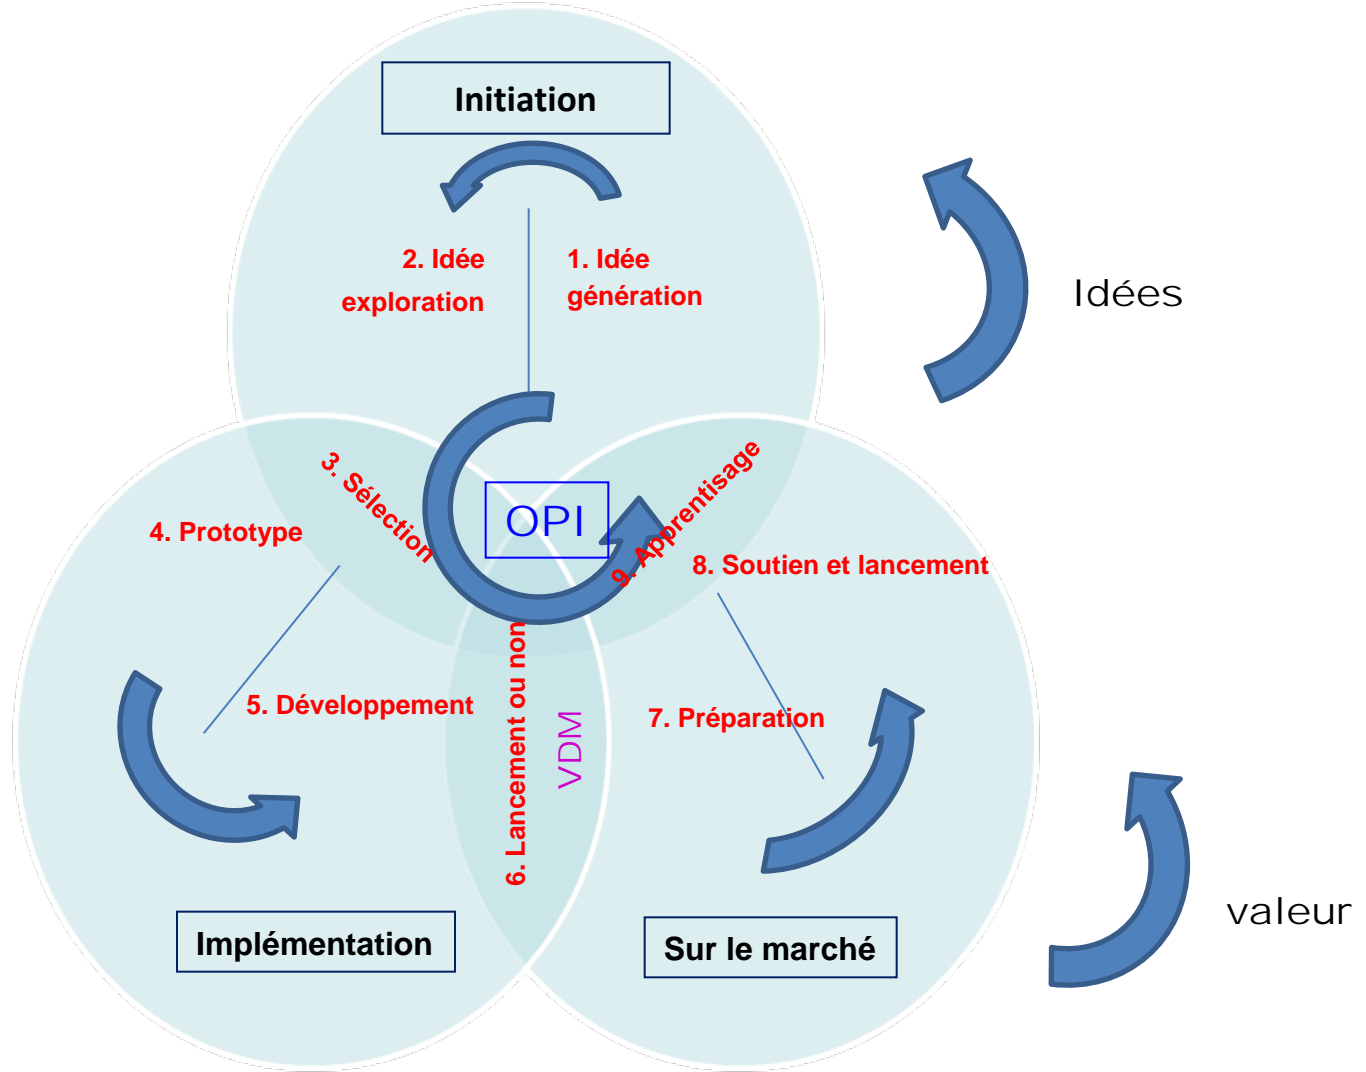 Initiation
2. Idée
exploration
1. Idée
génération
Idées
3. Sélection
OPI
9. Apprentisage
4. Prototype
8. Soutien et lancement
5. Développement
6. Lancement ou non
VDM
7. Préparation
valeur
Implémentation
Sur le marché